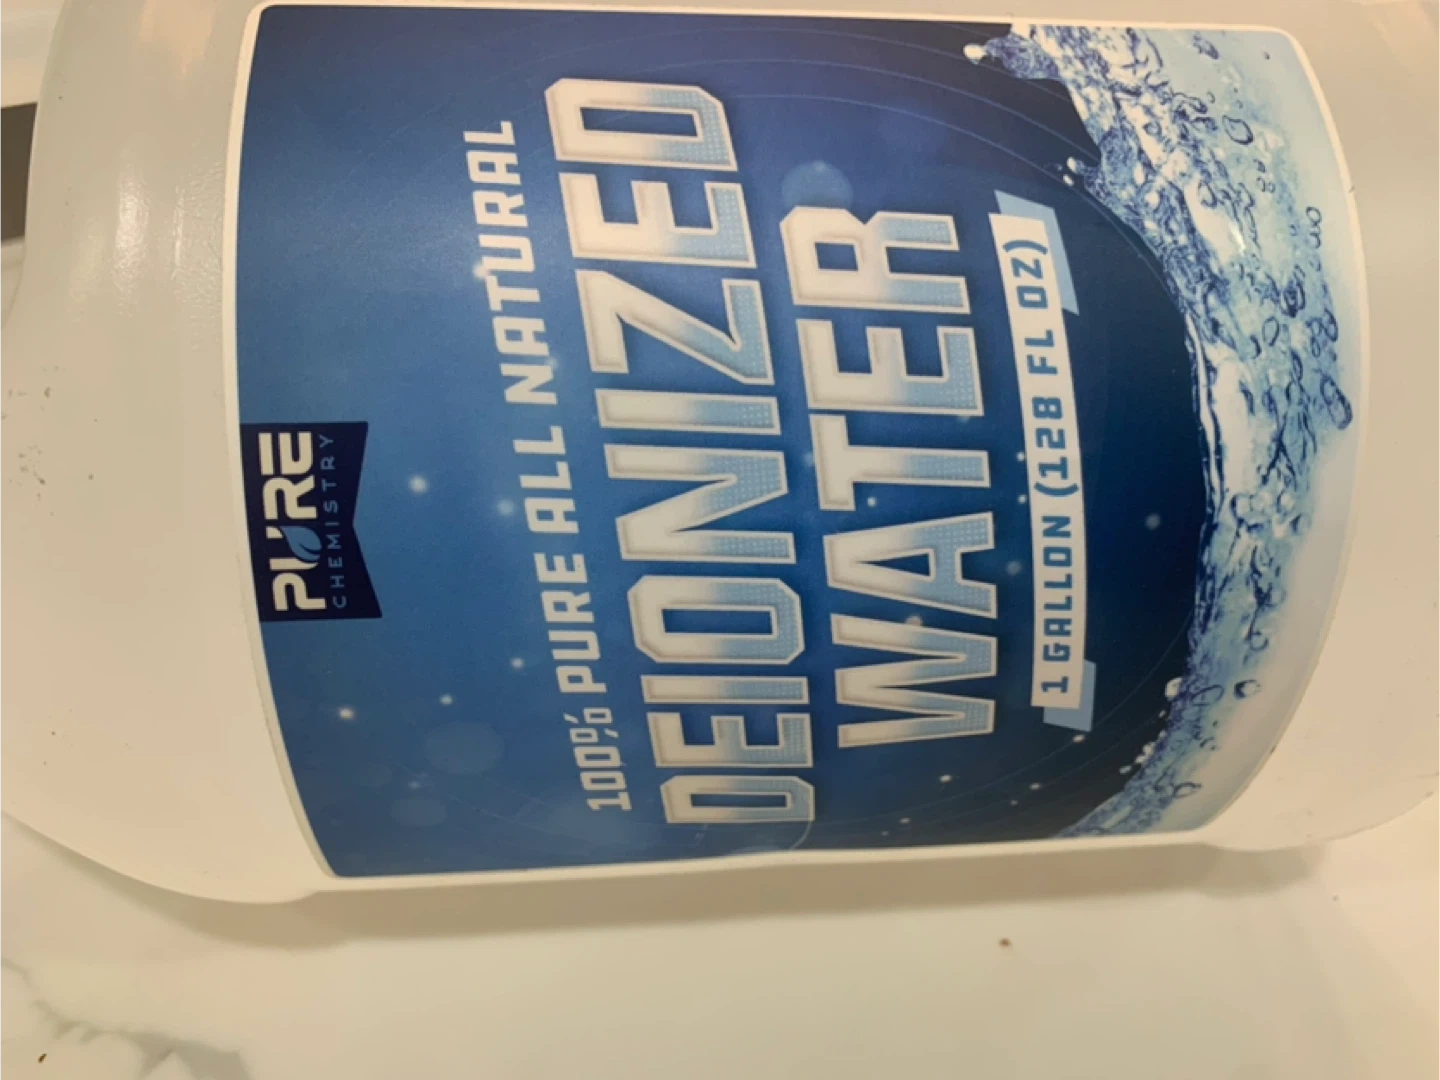 PURE
CHEMISTRY
100% PURE ALL NATURAL
DEIONIZED
WATER
1 GALLON (128 FL OZ)